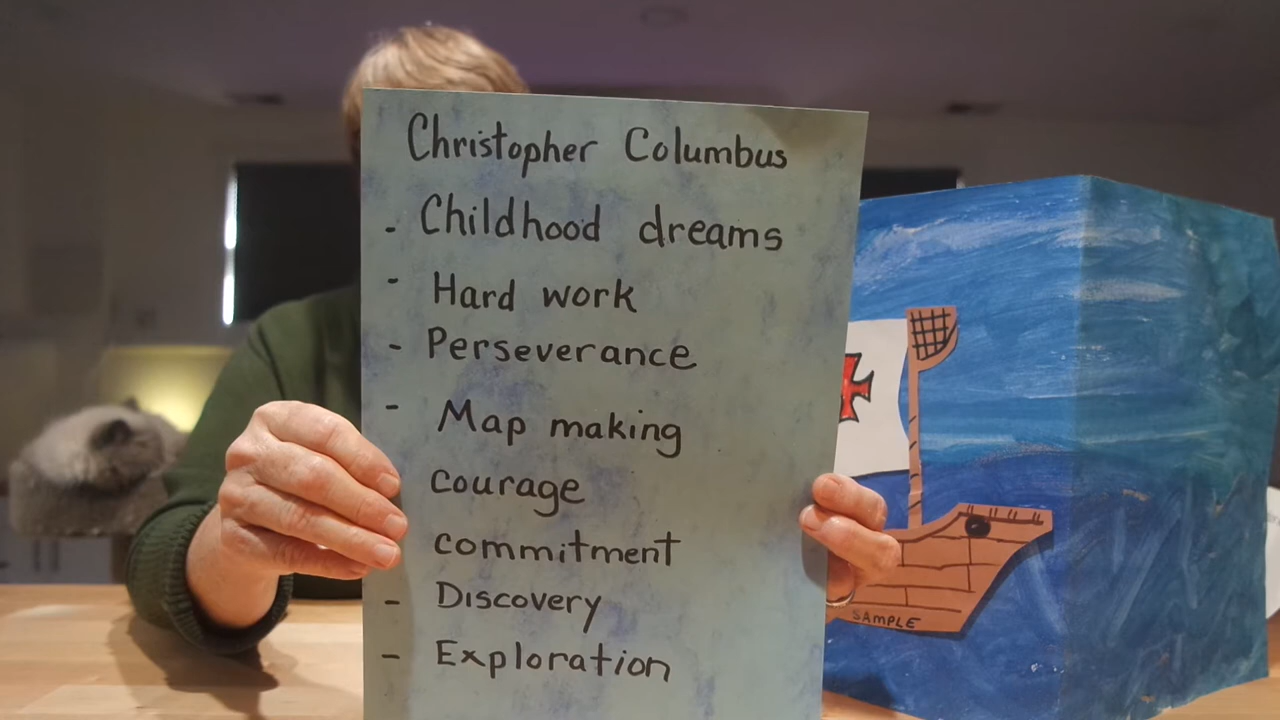 Christopher Columbus
- Childhood dreams
- Hard work
- Perseverance
- Map making
courage
commitment
- Discovery
- Exploration
SAMPLE